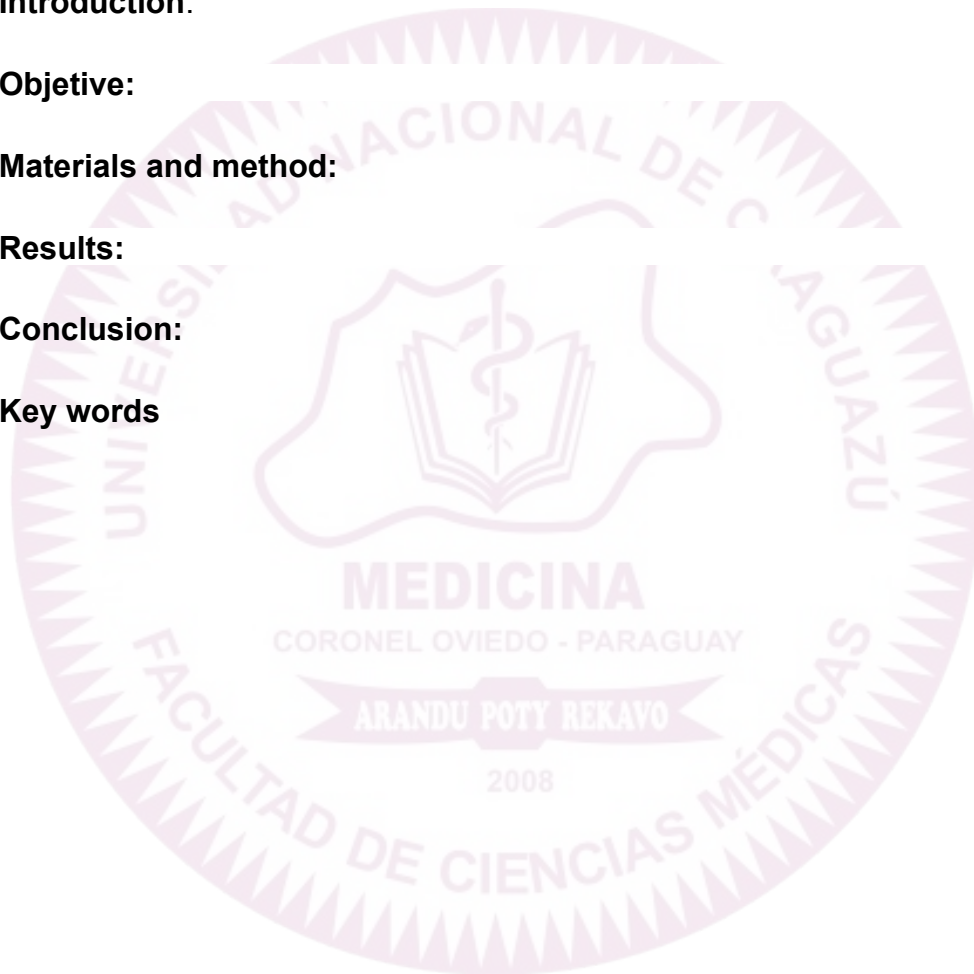 Introduction:
Objetive:
Materials and method:
Results:
Conclusion:
Key words
UNIVERSIDAD NACIONAL DE CAAGUAZÚ
MEDICINA
CORONEL OVIEDO - PARAGUAY
ARANDU POTY REKAVO
2008
FACULTAD DE CIENCIAS MÉDICAS